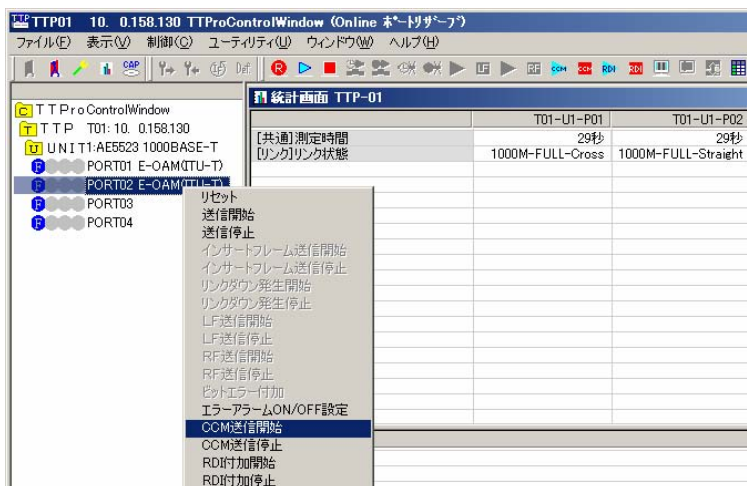 TTP01 10. 0.158.130 TTProControlWindow (Online ﾎﾟｰﾄﾘｻﾞｰﾌﾞ)
ファイル(F) 表示(V) 制御(C) ユーティリティ(U) ウィンドウ(W) ヘルプ(H)
CAP Def R LF RF CCM CCM RDI RDI
統計画面 TTP-01
T01-U1-P01 T01-U1-P02
[共通]測定時間 29秒 29秒
[リンク]リンク状態 1000M-FULL-Cross 1000M-FULL-Straight
C TTProControlWindow
T TTP T01: 10. 0.158.130
U UNIT1:AE5523 1000BASE-T
F PORT01 E-OAM(ITU-T)
F PORT02 E-OAM(ITU-T)
F PORT03
F PORT04
リセット
送信開始
送信停止
インサートフレーム送信開始
インサートフレーム送信停止
リンクダウン発生開始
リンクダウン発生停止
LF送信開始
LF送信停止
RF送信開始
RF送信停止
ビットエラー付加
エラーアラームON/OFF設定
CCM送信開始
CCM送信停止
RDI付加開始
RDI付加停止